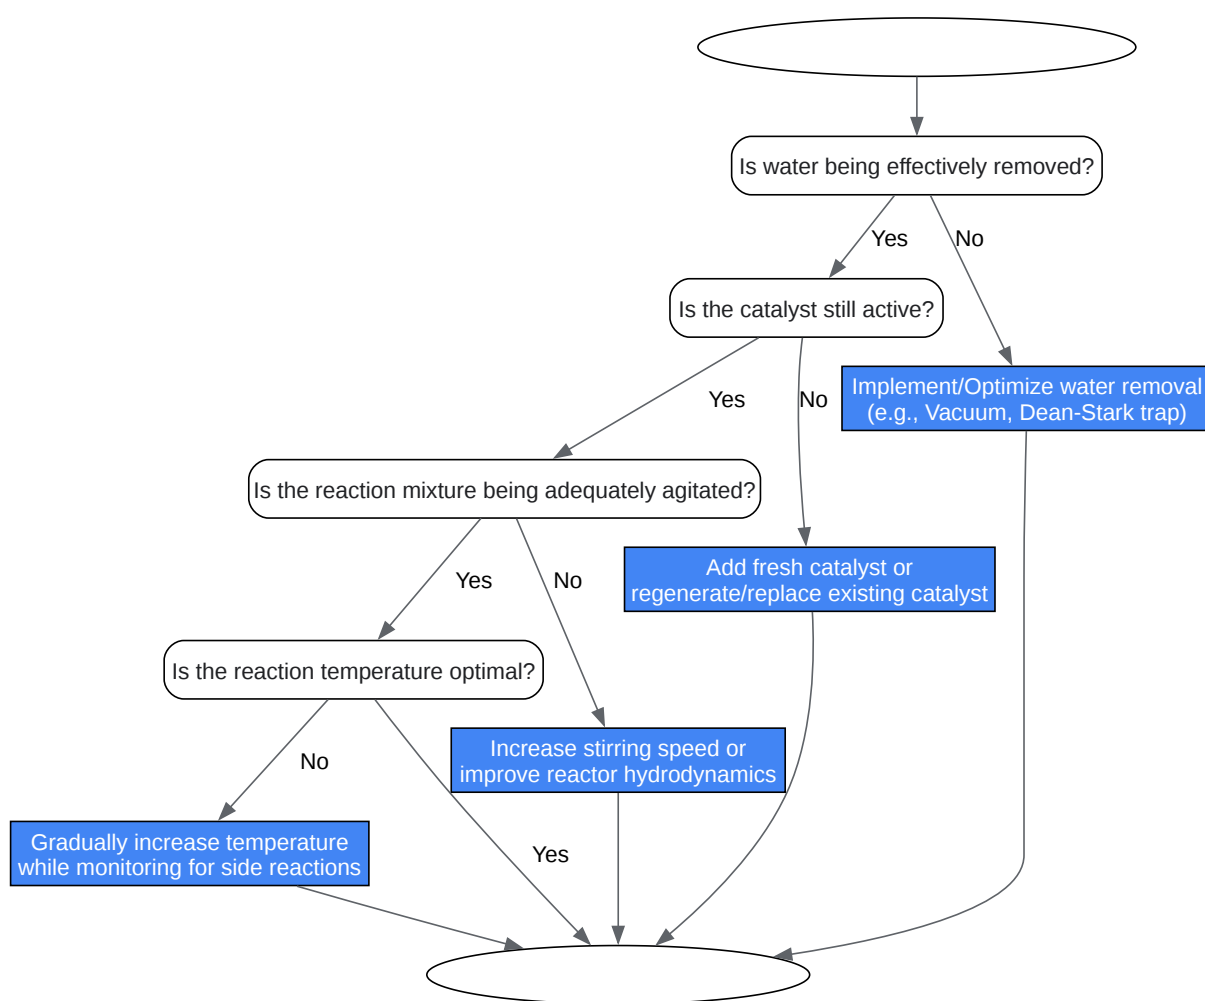 Is water being effectively removed?
Yes
No
Is the catalyst still active?
Implement/Optimize water removal
(e.g., Vacuum, Dean-Stark trap)
Yes
No
Is the reaction mixture being adequately agitated?
Add fresh catalyst or
regenerate/replace existing catalyst
Yes
No
Is the reaction temperature optimal?
Increase stirring speed or
improve reactor hydrodynamics
No
Gradually increase temperature
while monitoring for side reactions
Yes